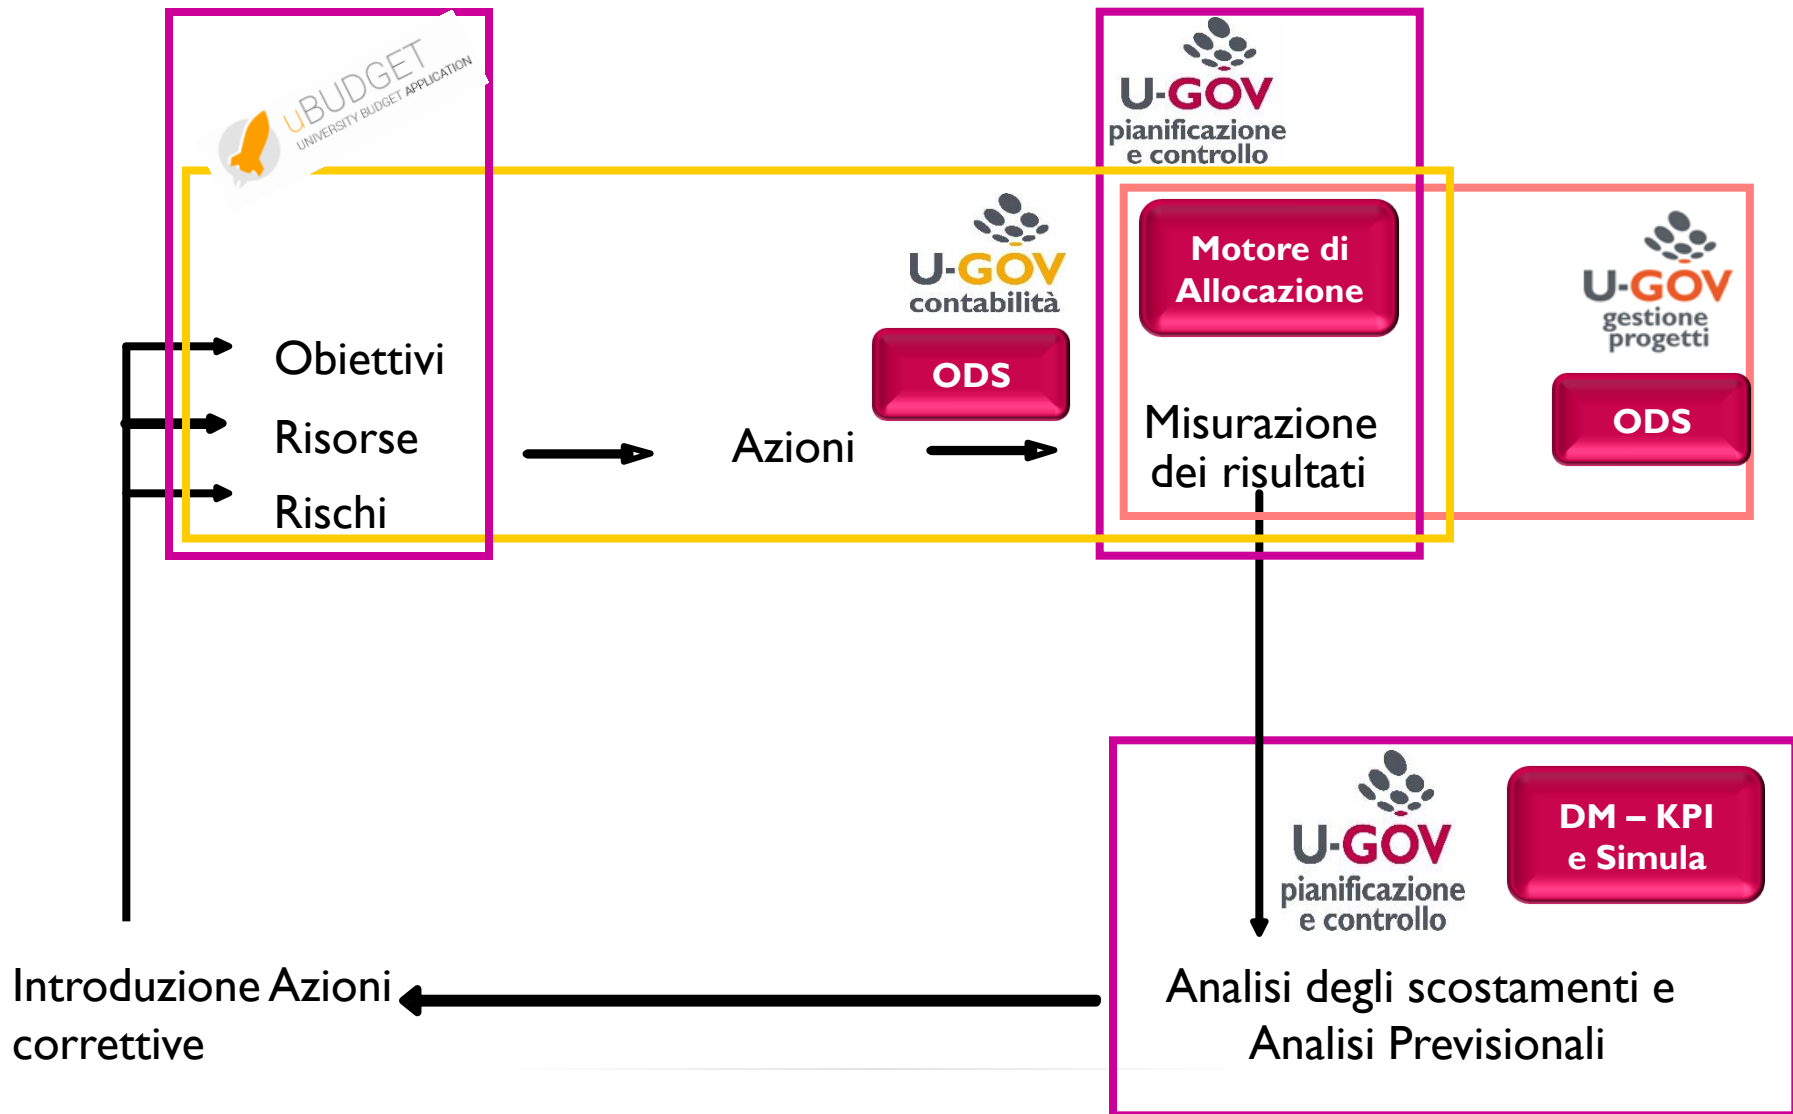 uBUDGET
UNIVERSITY BUDGET APPLICATION
U-GOV
pianificazione
e controllo
U-GOV
contabilità
Motore di
Allocazione
U-GOV
gestione
progetti
ODS
ODS
Obiettivi
Risorse
Rischi
Azioni
Misurazione
dei risultati
U-GOV
pianificazione
e controllo
DM – KPI
e Simula
Introduzione Azioni
correttive
Analisi degli scostamenti e
Analisi Previsionali